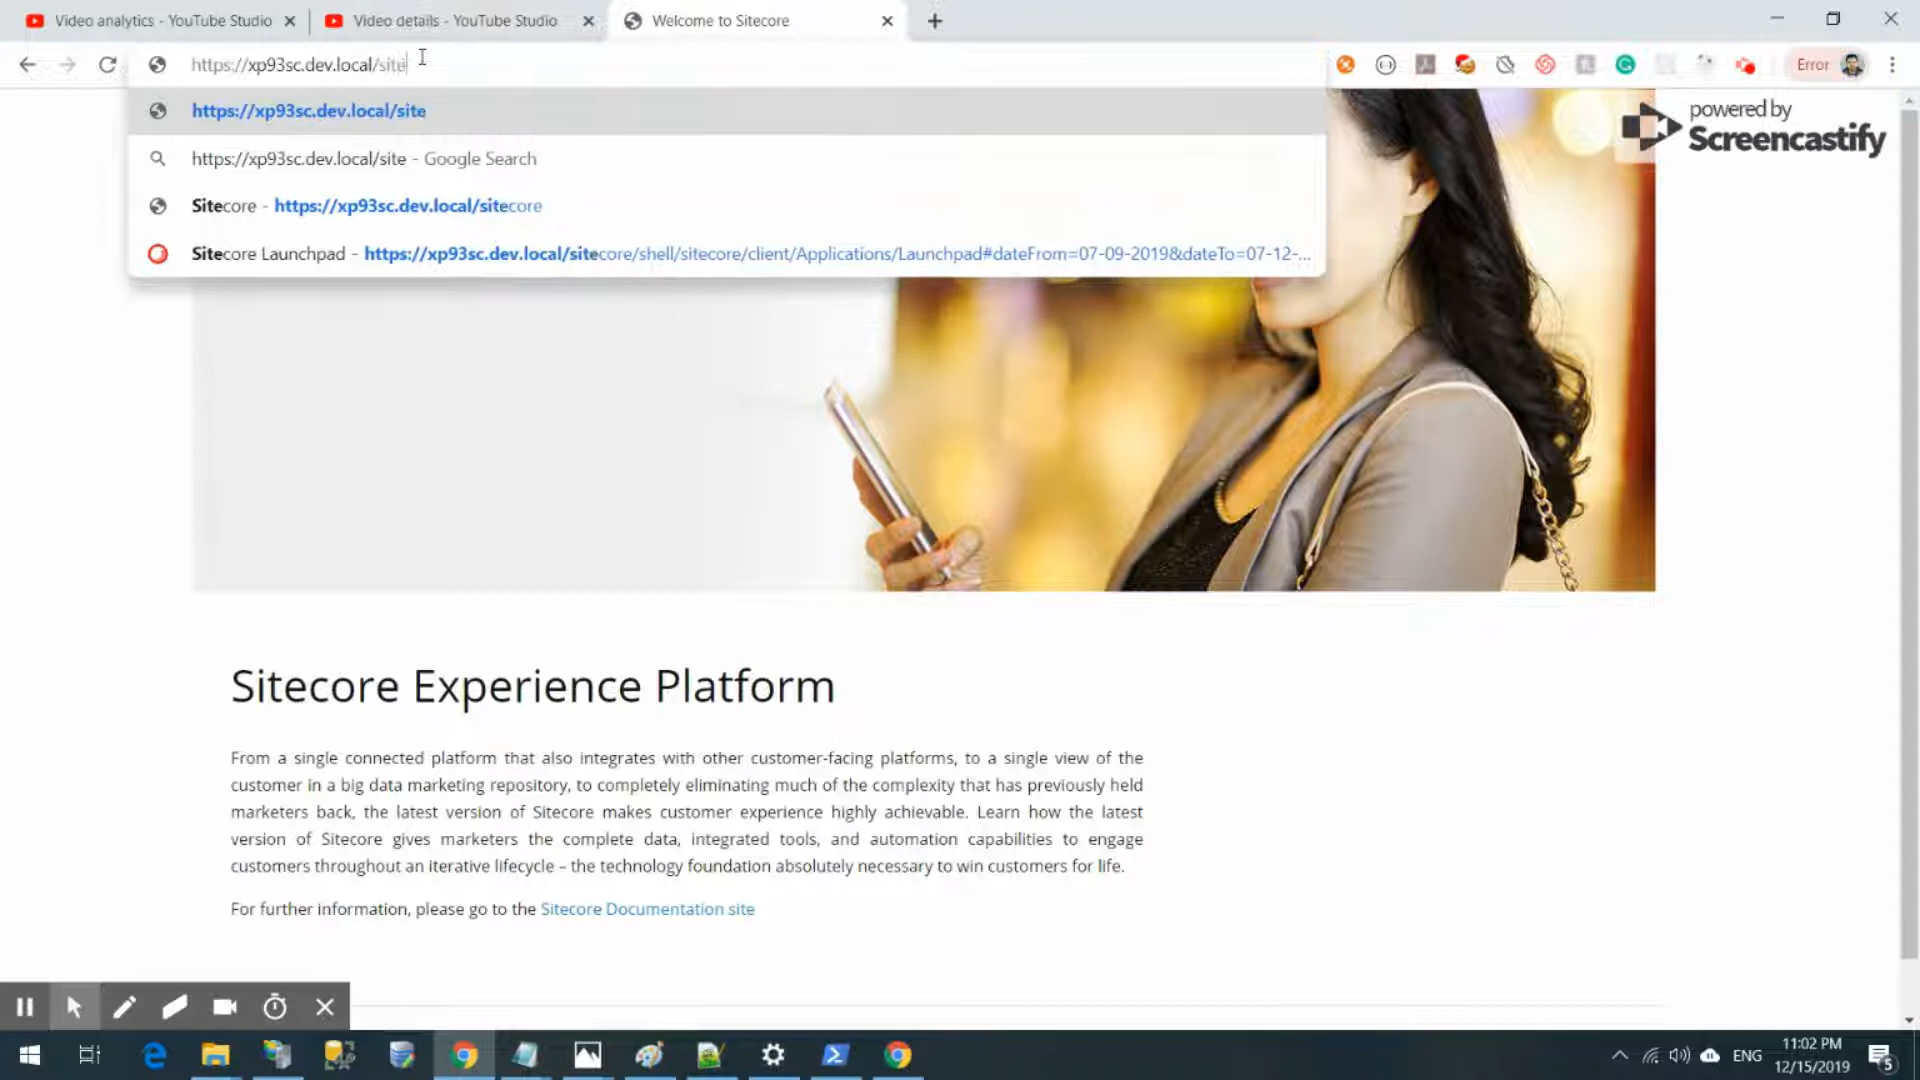 Video analytics - YouTube Studio
Video details - YouTube Studio
Welcome to Sitecore
https://xp93sc.dev.local/site
Error
https://xp93sc.dev.local/site
https://xp93sc.dev.local/site - Google Search
Sitecore - https://xp93sc.dev.local/sitecore
Sitecore Launchpad - https://xp93sc.dev.local/sitecore/shell/sitecore/client/Applications/Launchpad#dateFrom=07-09-2019&dateTo=07-12-...
powered by
Screencastify
Sitecore Experience Platform
From a single connected platform that also integrates with other customer-facing platforms, to a single view of the
customer in a big data marketing repository, to completely eliminating much of the complexity that has previously held
marketers back, the latest version of Sitecore makes customer experience highly achievable. Learn how the latest
version of Sitecore gives marketers the complete data, integrated tools, and automation capabilities to engage
customers throughout an iterative lifecycle – the technology foundation absolutely necessary to win customers for life.
For further information, please go to the Sitecore Documentation site
ENG
11:02 PM
12/15/2019
5